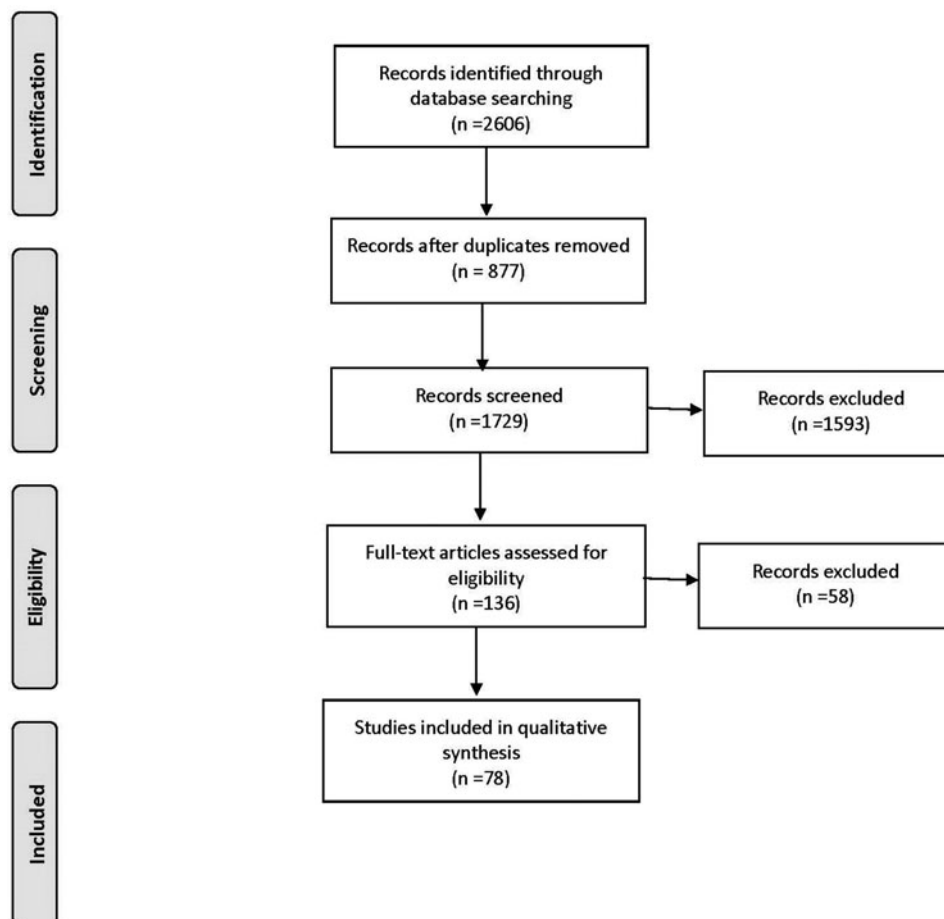 Identification
Records identified through
database searching
(n =2606)
Records after duplicates removed
(n = 877)
Screening
Records screened
(n =1729)
Records excluded
(n =1593)
Eligibility
Full-text articles assessed for
eligibility
(n =136)
Records excluded
(n =58)
Included
Studies included in qualitative
synthesis
(n =78)